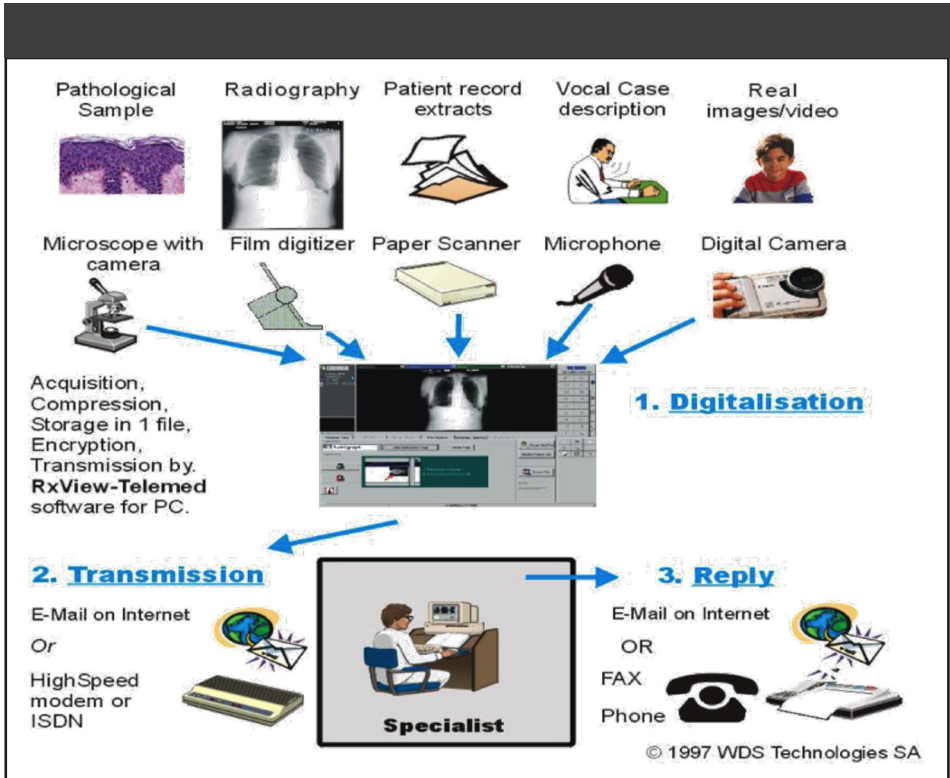 Pathological
Sample
Radiography
Patient record
extracts
Vocal Case
description
Real
images/video
Microscope with
camera
Film digitizer
Paper Scanner
Microphone
Digital Camera
Acquisition,
Compression,
Storage in 1 file,
Encryption,
Transmission by.
RxView-Telemed
software for PC.
1. Digitalisation
2. Transmission
E-Mail on Internet
Or
HighSpeed
modem or
ISDN
Specialist
3. Reply
E-Mail on Internet
OR
FAX
Phone
© 1997 WDS Technologies SA